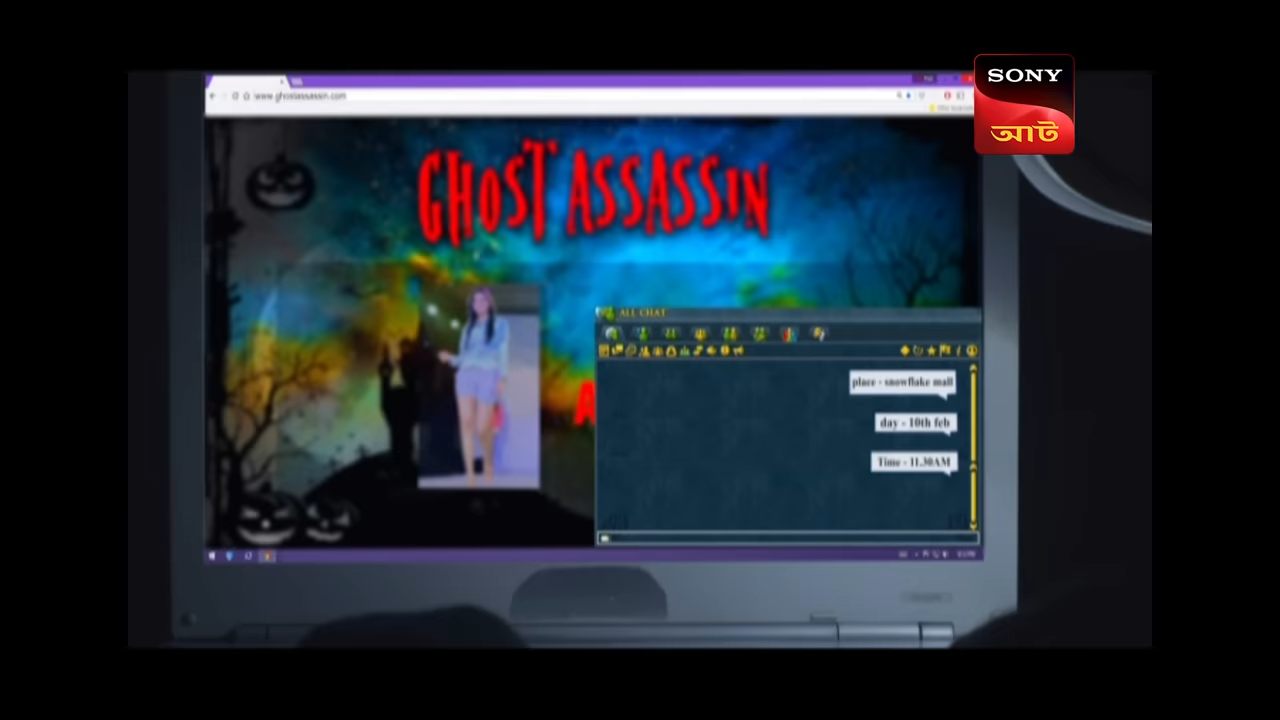 SONY
আট
www.ghostassassin.com
GHOST ASSASSIN
A
ALL CHAT
place - snowflake mall
day - 10th feb
Time - 11.30AM